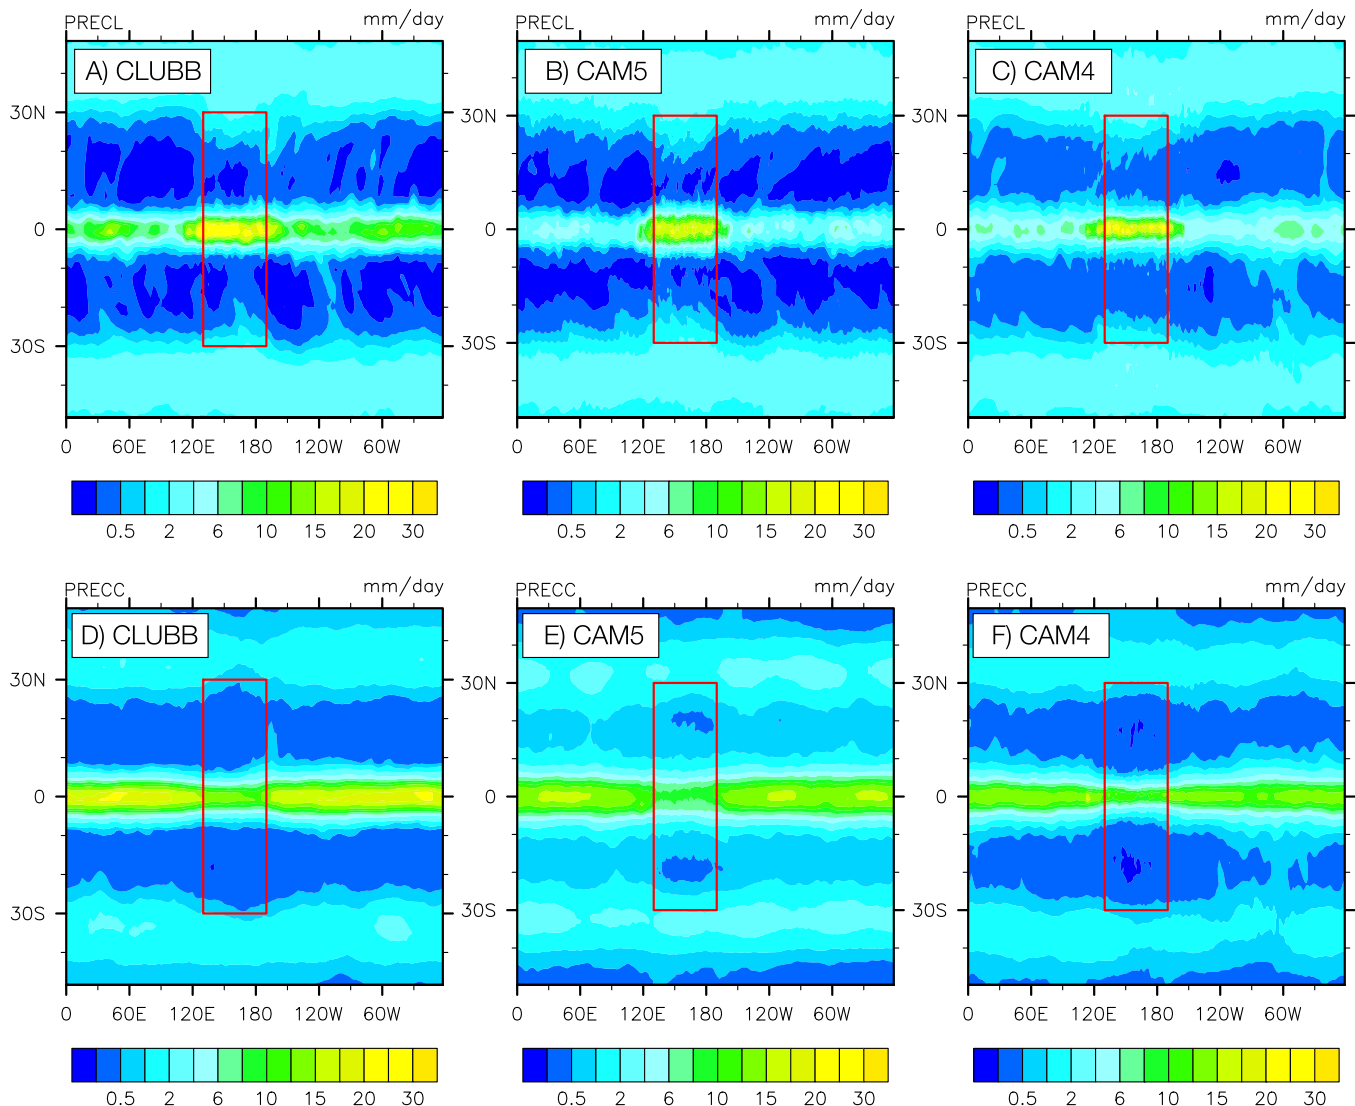 PRECL mm/day PRECL mm/day PRECL mm/day
A) CLUBB B) CAM5 C) CAM4
30N 30N 30N
0 0 0
30S 30S 30S
0 60E 120E 180 120W 60W 0 60E 120E 180 120W 60W 0 60E 120E 180 120W 60W
0.5 2 6 10 15 20 30 0.5 2 6 10 15 20 30 0.5 2 6 10 15 20 30
PRECC mm/day PRECC mm/day PRECC mm/day
D) CLUBB E) CAM5 F) CAM4
30N 30N 30N
0 0 0
30S 30S 30S
0 60E 120E 180 120W 60W 0 60E 120E 180 120W 60W 0 60E 120E 180 120W 60W
0.5 2 6 10 15 20 30 0.5 2 6 10 15 20 30 0.5 2 6 10 15 20 30